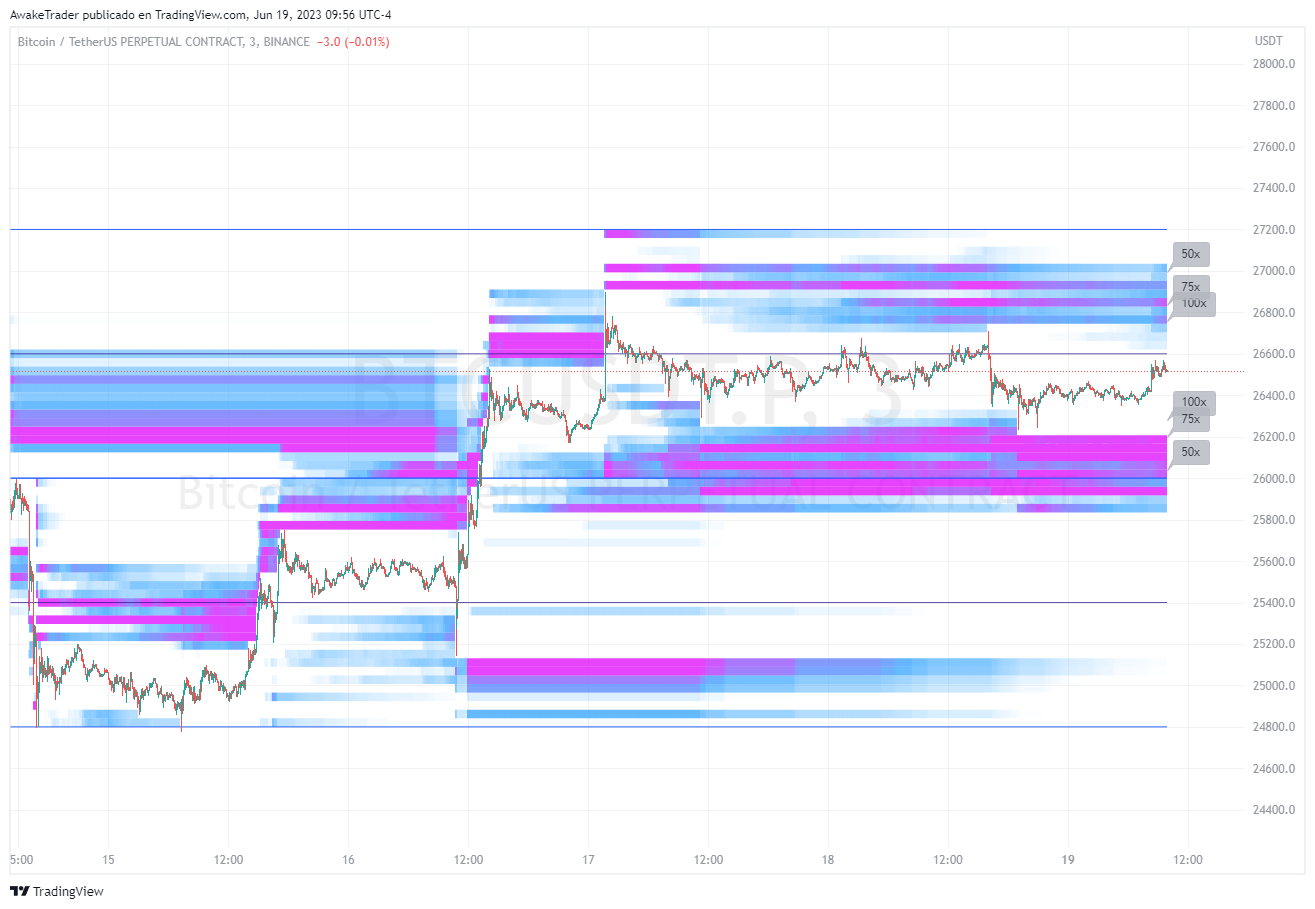 AwakeTrader publicado en TradingView.com, Jun 19, 2023 09:56 UTC-4
Bitcoin / TetherUS PERPETUAL CONTRACT, 3, BINANCE −3.0 (−0.01%)
USDT
28000.0
27800.0
27600.0
27400.0
27200.0
27000.0
26800.0
26600.0
26400.0
26200.0
26000.0
25800.0
25600.0
25400.0
25200.0
25000.0
24800.0
24600.0
24400.0
50x
75x
100x
100x
75x
50x
BTCUSDT.P, 3
Bitcoin / TetherUS PERPETUAL CONTRACT
5:00 15 12:00 16 12:00 17 12:00 18 12:00 19 12:00
TradingView